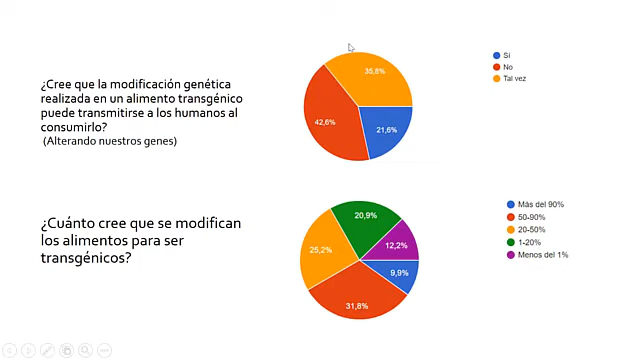 ¿Cree que la modificación genética
realizada en un alimento transgénico
puede transmitirse a los humanos al
consumirlo?
(Alterando nuestros genes)
35,8%
42,6%
21,6%
Sí
No
Tal vez
¿Cuánto cree que se modifican
los alimentos para ser
transgénicos?
20,9%
12,2%
25,2%
9,9%
31,8%
Más del 90%
50-90%
20-50%
1-20%
Menos del 1%